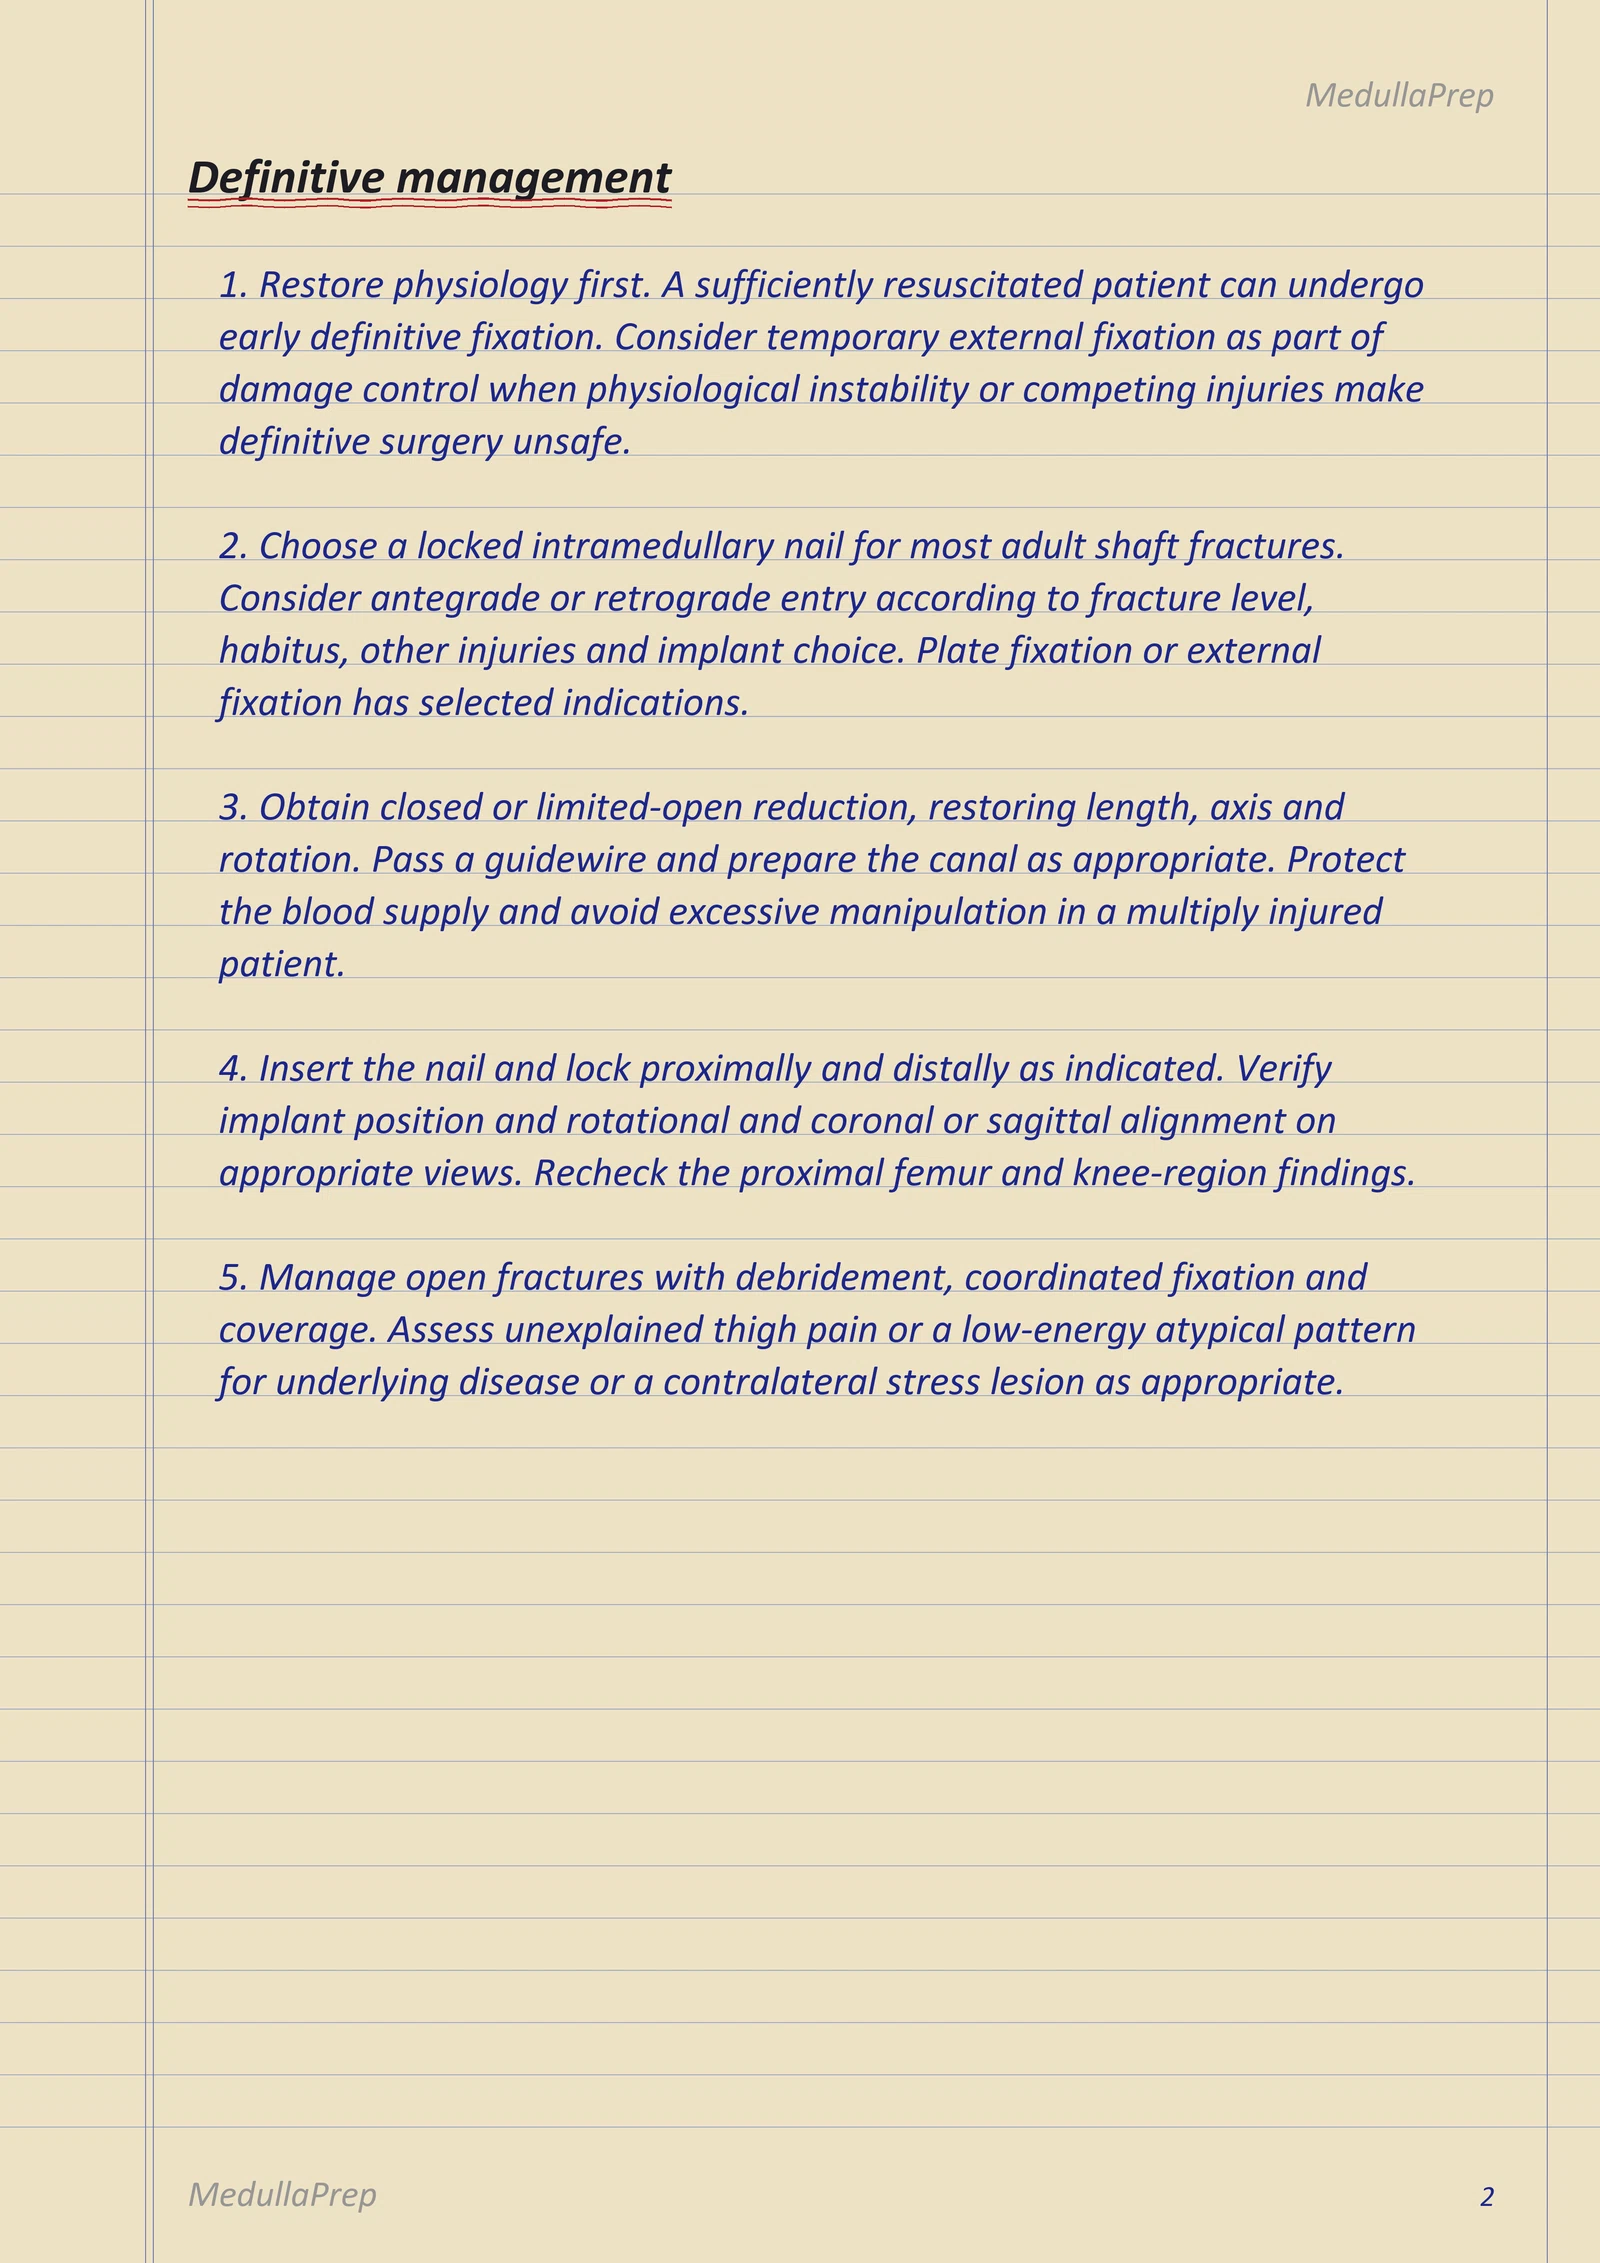 MedullaPrep
Definitive management
1. Restore physiology first. A sufficiently resuscitated patient can undergo
early definitive fixation. Consider temporary external fixation as part of
damage control when physiological instability or competing injuries make
definitive surgery unsafe.
2. Choose a locked intramedullary nail for most adult shaft fractures.
Consider antegrade or retrograde entry according to fracture level,
habitus, other injuries and implant choice. Plate fixation or external
fixation has selected indications.
3. Obtain closed or limited-open reduction, restoring length, axis and
rotation. Pass a guidewire and prepare the canal as appropriate. Protect
the blood supply and avoid excessive manipulation in a multiply injured
patient.
4. Insert the nail and lock proximally and distally as indicated. Verify
implant position and rotational and coronal or sagittal alignment on
appropriate views. Recheck the proximal femur and knee-region findings.
5. Manage open fractures with debridement, coordinated fixation and
coverage. Assess unexplained thigh pain or a low-energy atypical pattern
for underlying disease or a contralateral stress lesion as appropriate.
MedullaPrep
2